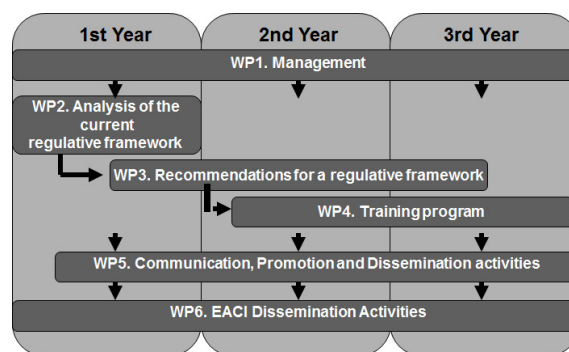 1st Year 2nd Year 3rd Year
WP1. Management
WP2. Analysis of the
current
regulative framework
WP3. Recommendations for a regulative framework
WP4. Training program
WP5. Communication, Promotion and Dissemination activities
WP6. EACI Dissemination Activities